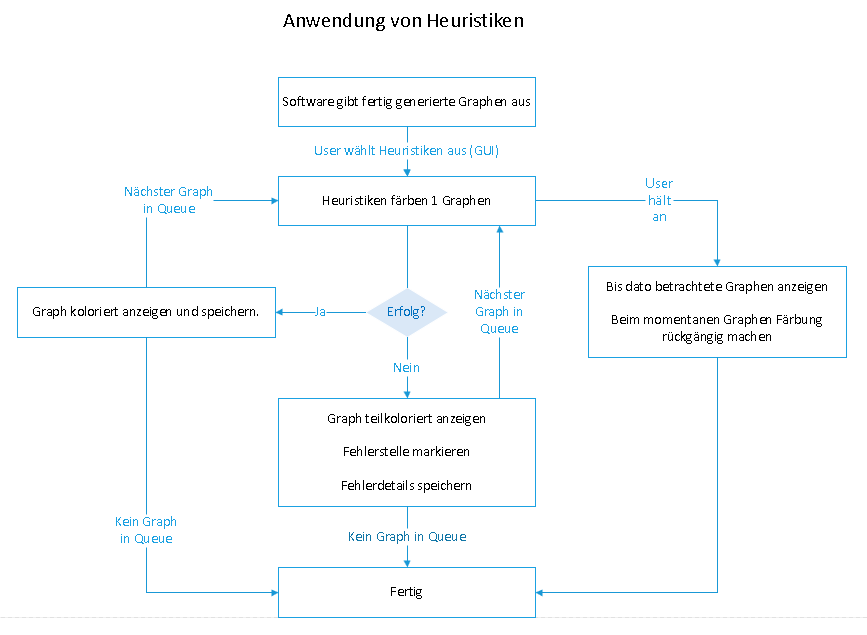 Anwendung von Heuristiken
Software gibt fertig generierte Graphen aus
User wählt Heuristiken aus (GUI)
Heuristiken färben 1 Graphen
Nächster Graph
in Queue
User
hält
an
Graph koloriert anzeigen und speichern.
Ja
Erfolg?
Nächster
Graph in
Queue
Bis dato betrachtete Graphen anzeigen
Beim momentanen Graphen Färbung
rückgängig machen
Nein
Graph teilkoloriert anzeigen
Fehlerstelle markieren
Fehlerdetails speichern
Kein Graph
in Queue
Kein Graph in Queue
Fertig